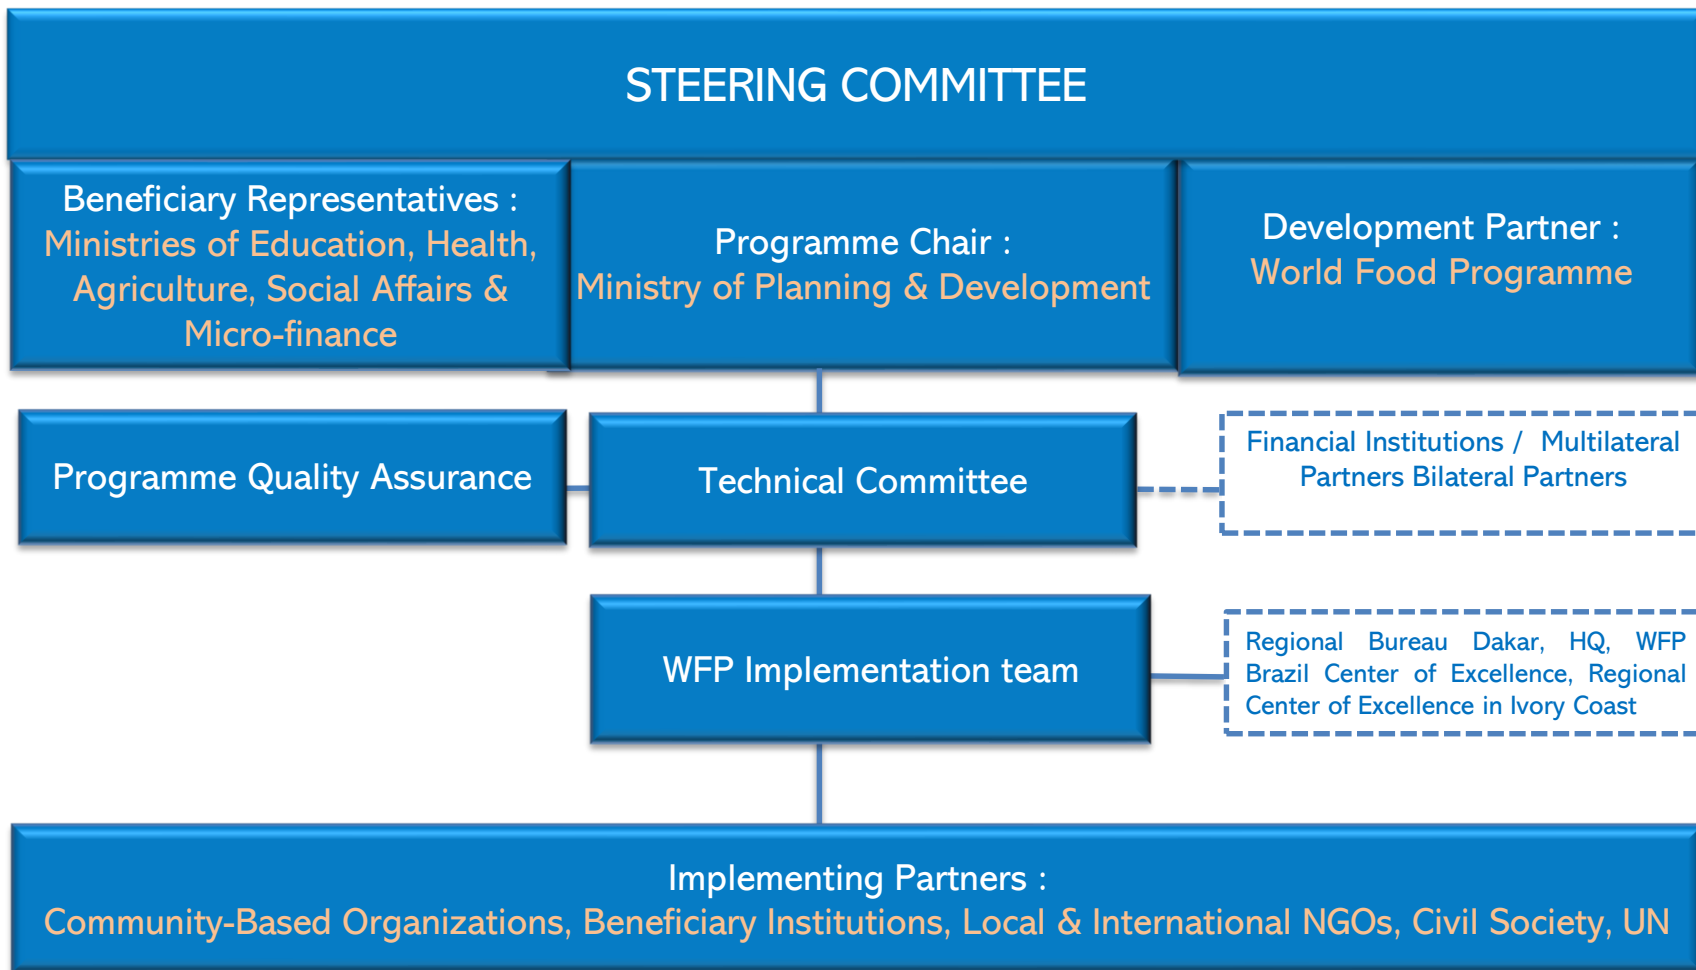 STEERING COMMITTEE
Beneficiary Representatives :
Ministries of Education, Health,
Agriculture, Social Affairs &
Micro-finance
Programme Chair :
Ministry of Planning & Development
Development Partner :
World Food Programme
Programme Quality Assurance
Technical Committee
Financial Institutions / Multilateral
Partners Bilateral Partners
WFP Implementation team
Regional Bureau Dakar, HQ, WFP
Brazil Center of Excellence, Regional
Center of Excellence in Ivory Coast
Implementing Partners :
Community-Based Organizations, Beneficiary Institutions, Local & International NGOs, Civil Society, UN